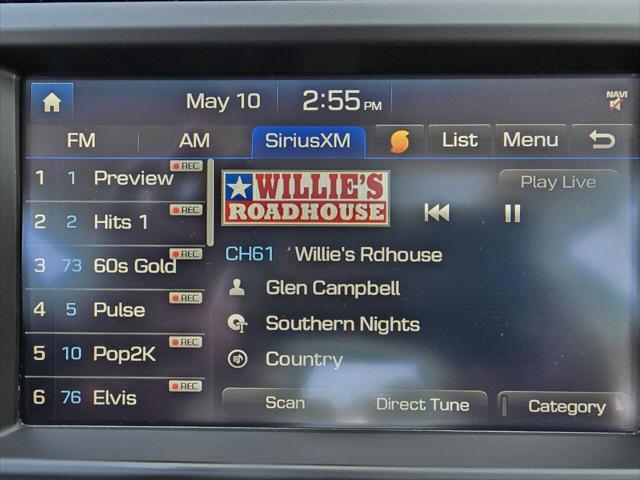 May 10 2:55 PM NAVI
FM AM SiriusXM List Menu
1 1 Preview REC
2 2 Hits 1 REC
3 73 60s Gold REC
4 5 Pulse REC
5 10 Pop2K REC
6 76 Elvis REC
WILLIE'S
ROADHOUSE
Play Live
CH61 Willie's Rdhouse
Glen Campbell
Southern Nights
Country
Scan Direct Tune Category